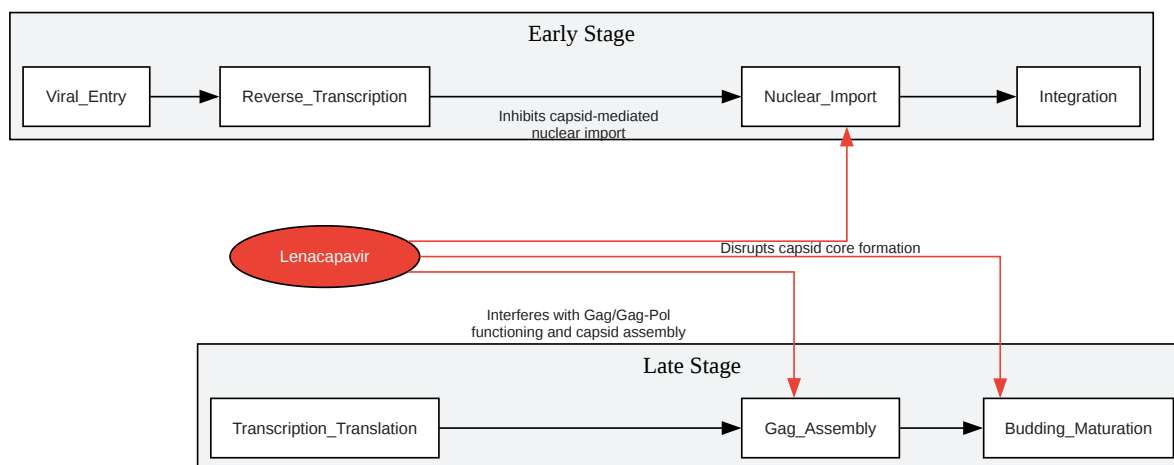 Early Stage
Viral_Entry
Reverse_Transcription
Nuclear_Import
Integration
Inhibits capsid-mediated
nuclear import
Lenacapavir
Disrupts capsid core formation
Interferes with Gag/Gag-Pol
functioning and capsid assembly
Late Stage
Transcription_Translation
Gag_Assembly
Budding_Maturation